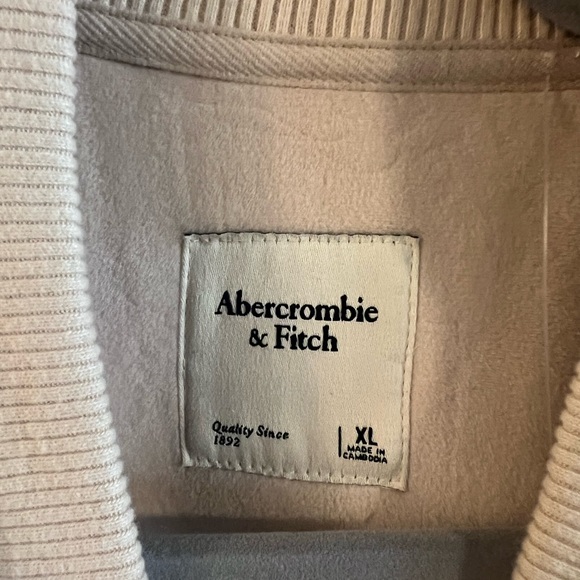 Abercrombie
& Fitch
Quality Since
1892
XL
MADE IN
CAMBODIA